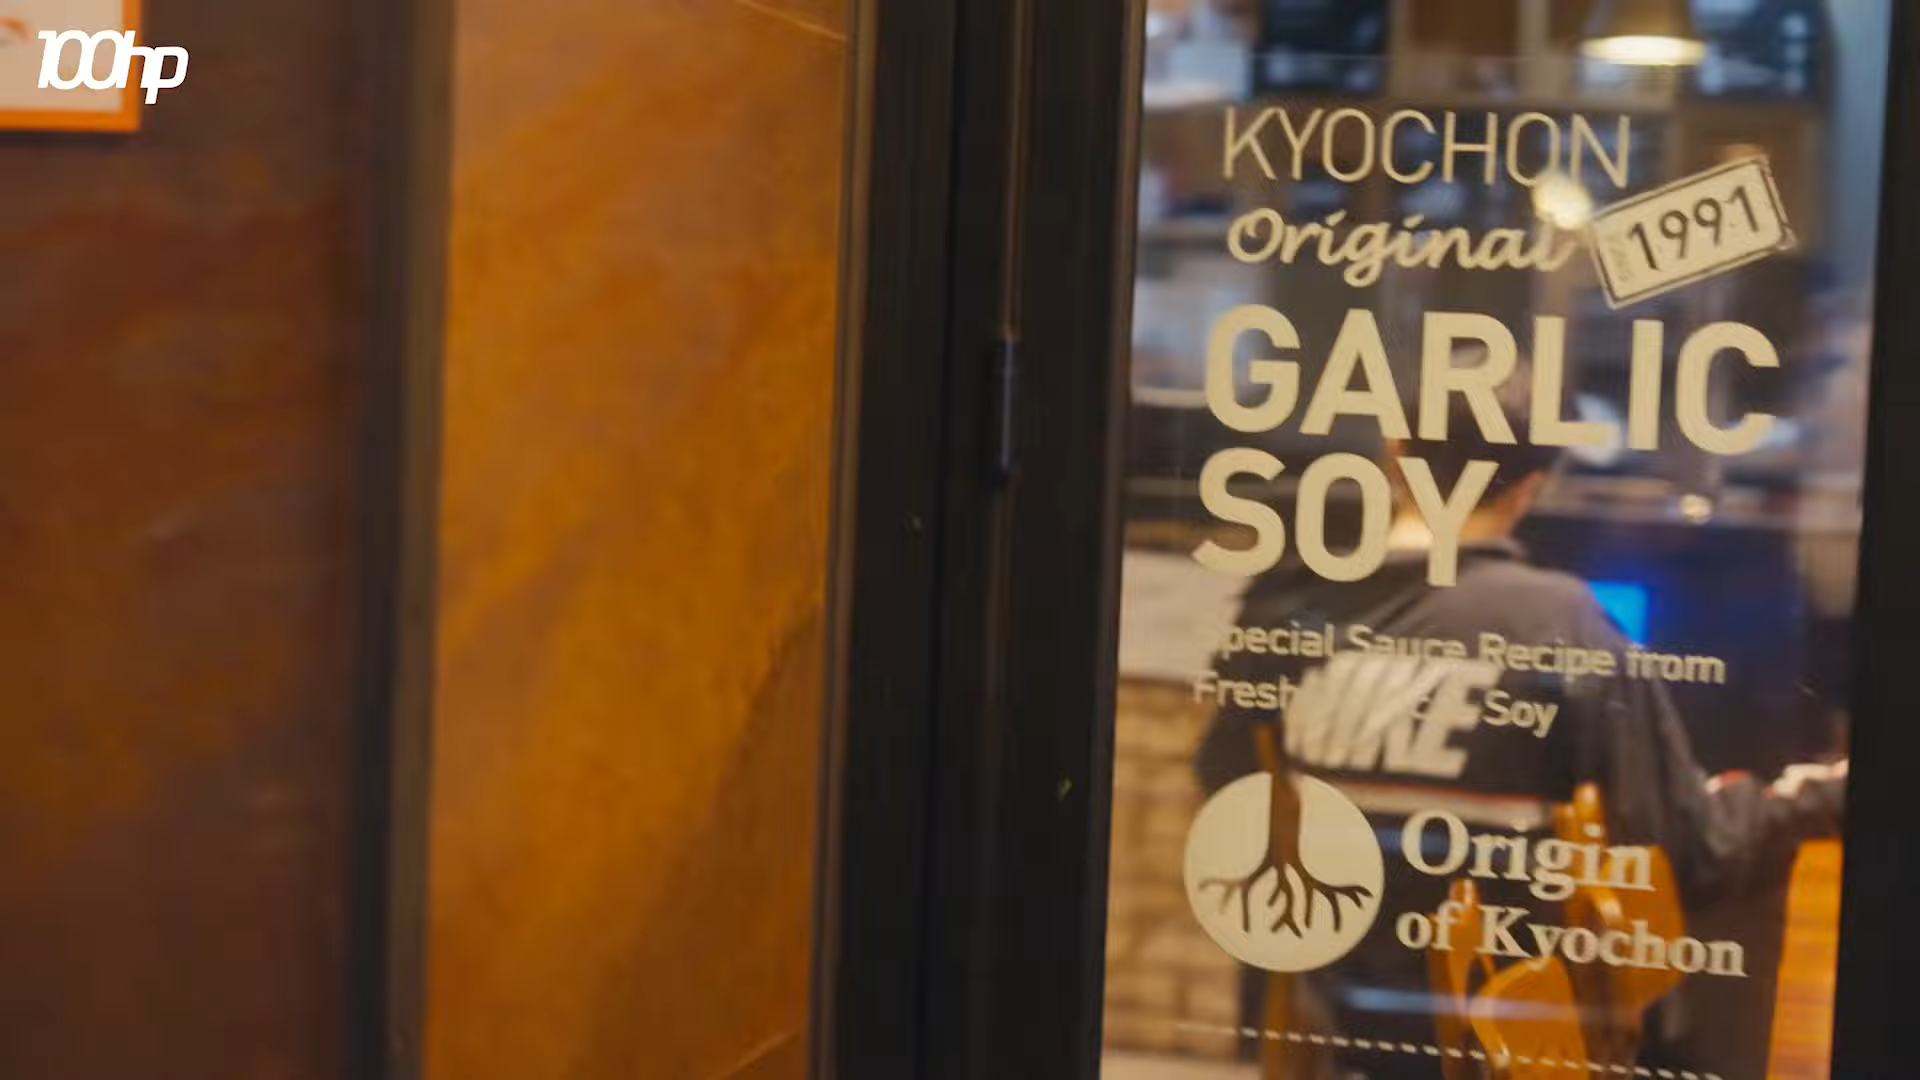 100hp
KYOCHON
Original
1991
GARLIC
SOY
Special Sauce Recipe from
Fresh Soy
NIKE
Origin
of Kyochon